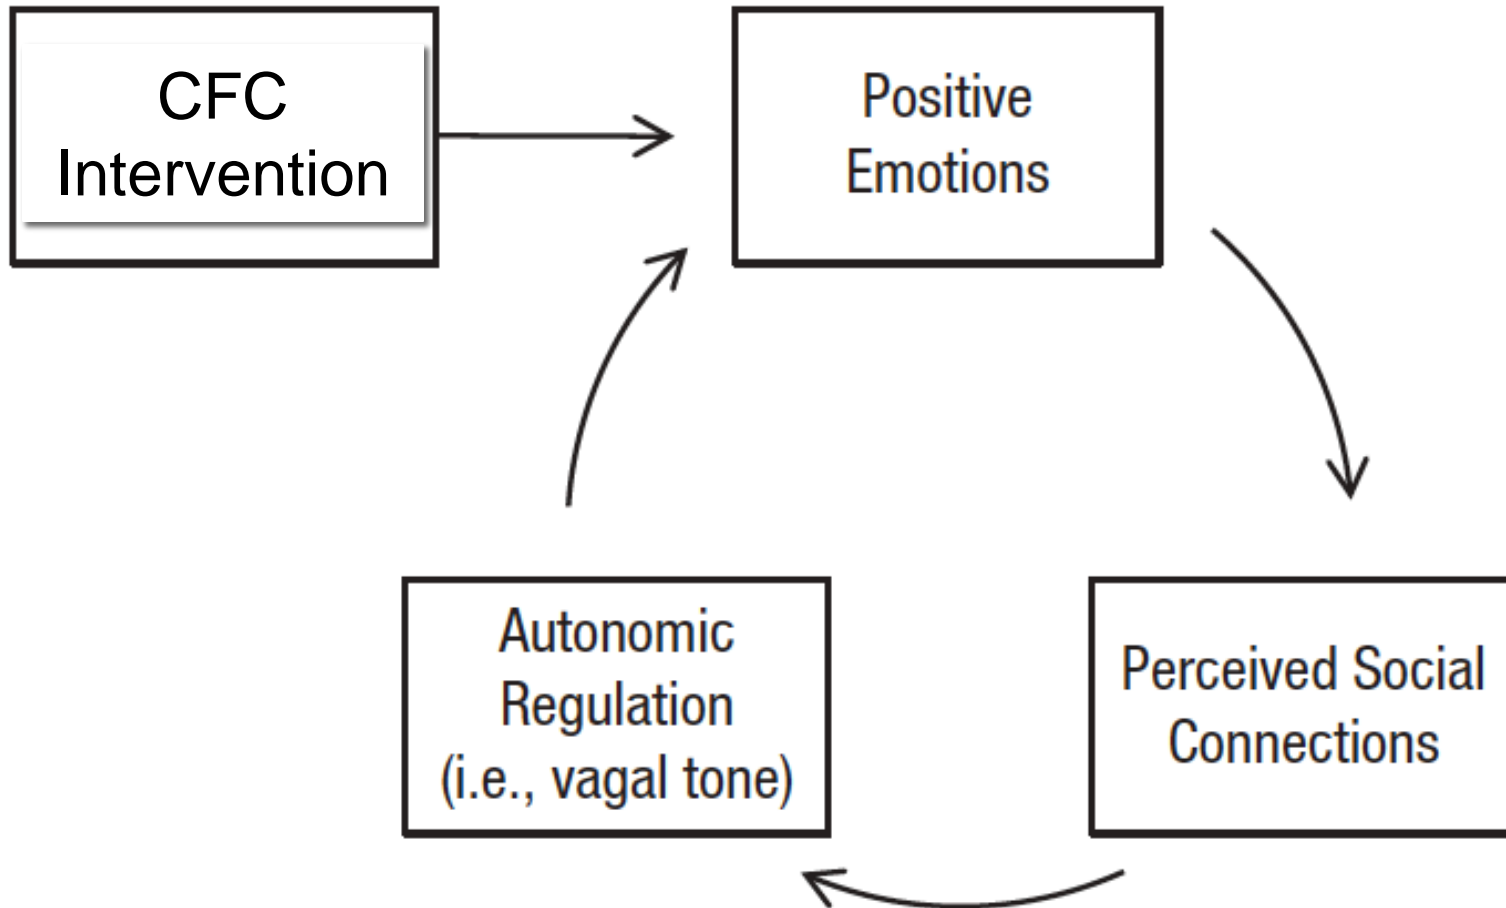 CFC
Intervention
Positive
Emotions
Autonomic
Regulation
(i.e., vagal tone)
Perceived Social
Connections